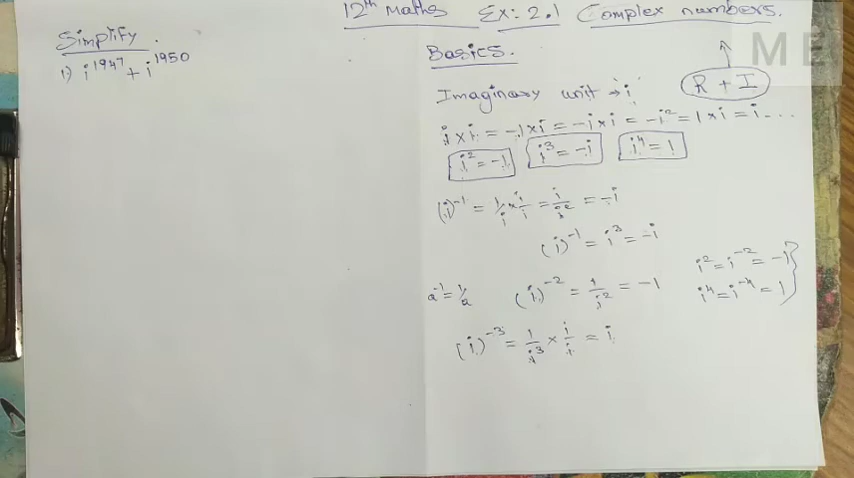 12th Maths Ex: 2.1 Complex numbers.
Simplify.
1) i^1947 + i^1950
Basics.
ME
R + I
Imaginary unit → i
i × i = -1 × i = -i × i = -i² = 1 × i = i ...
i² = -1 i³ = -i i⁴ = 1
(i)⁻¹ = 1/i × i/i = i/i² = -i
(i)⁻¹ = i³ = -i
i² = i⁻² = -1
a⁻¹ = 1/a (i)⁻² = 1/i² = -1
i⁴ = i⁻⁴ = 1
(i)⁻³ = 1/i³ × i/i = i